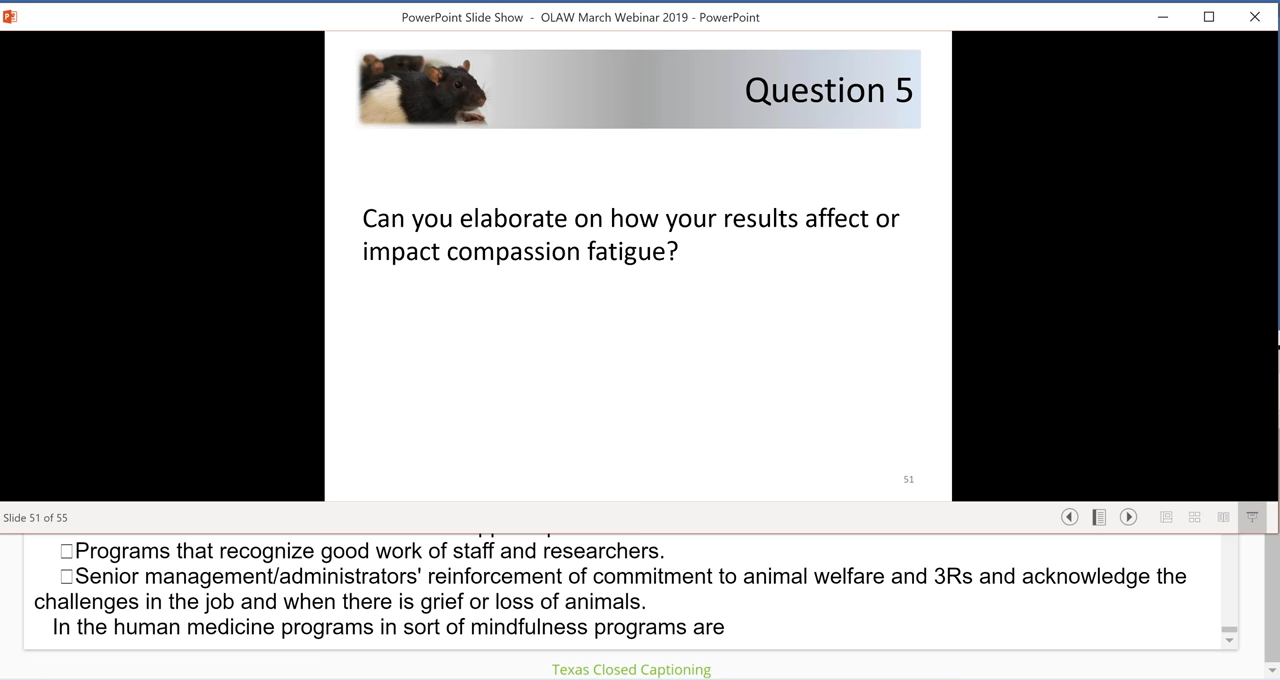 PowerPoint Slide Show - OLAW March Webinar 2019 - PowerPoint
Question 5
Can you elaborate on how your results affect or
impact compassion fatigue?
51
Slide 51 of 55
Programs that recognize good work of staff and researchers.
Senior management/administrators' reinforcement of commitment to animal welfare and 3Rs and acknowledge the
challenges in the job and when there is grief or loss of animals.
In the human medicine programs in sort of mindfulness programs are
Texas Closed Captioning